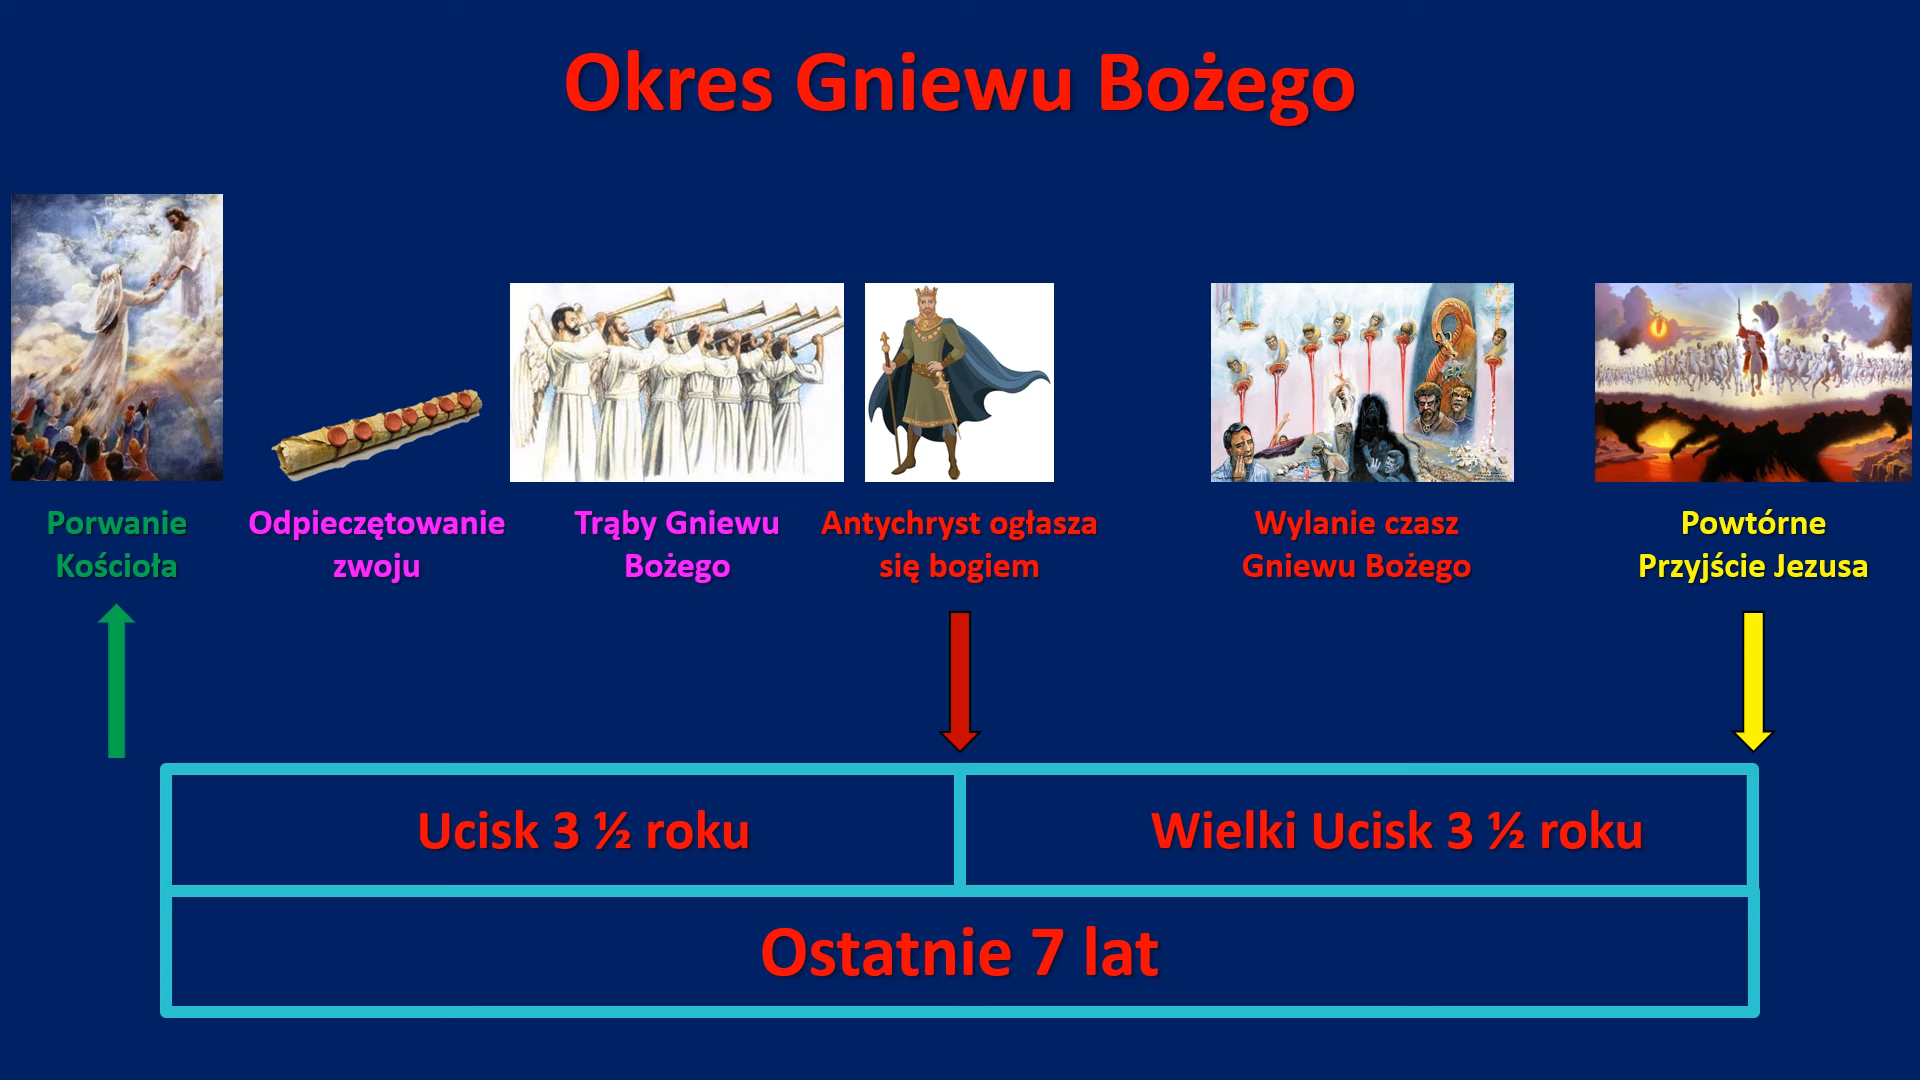 Okres Gniewu Bożego
Porwanie
Kościoła
Odpieczętowanie
zwoju
Trąby Gniewu
Bożego
Antychryst ogłasza
się bogiem
Wylanie czasz
Gniewu Bożego
Powtórne
Przyjście Jezusa
Ucisk 3 ½ roku
Wielki Ucisk 3 ½ roku
Ostatnie 7 lat